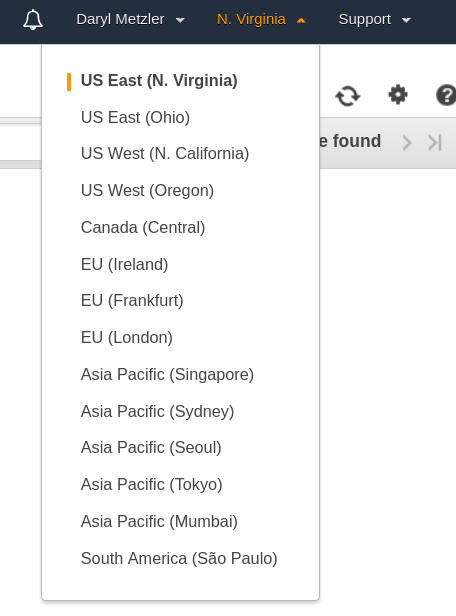 Daryl Metzler N. Virginia Support
US East (N. Virginia)
US East (Ohio)
e found
US West (N. California)
US West (Oregon)
Canada (Central)
EU (Ireland)
EU (Frankfurt)
EU (London)
Asia Pacific (Singapore)
Asia Pacific (Sydney)
Asia Pacific (Seoul)
Asia Pacific (Tokyo)
Asia Pacific (Mumbai)
South America (São Paulo)